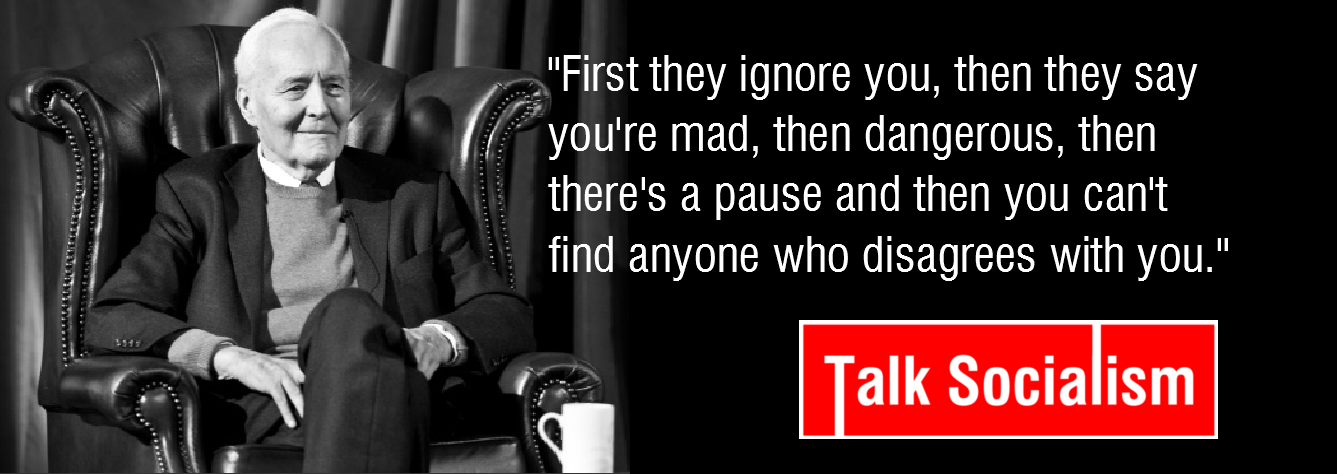 "First they ignore you, then they say
you're mad, then dangerous, then
there's a pause and then you can't
find anyone who disagrees with you."
Talk Socialism